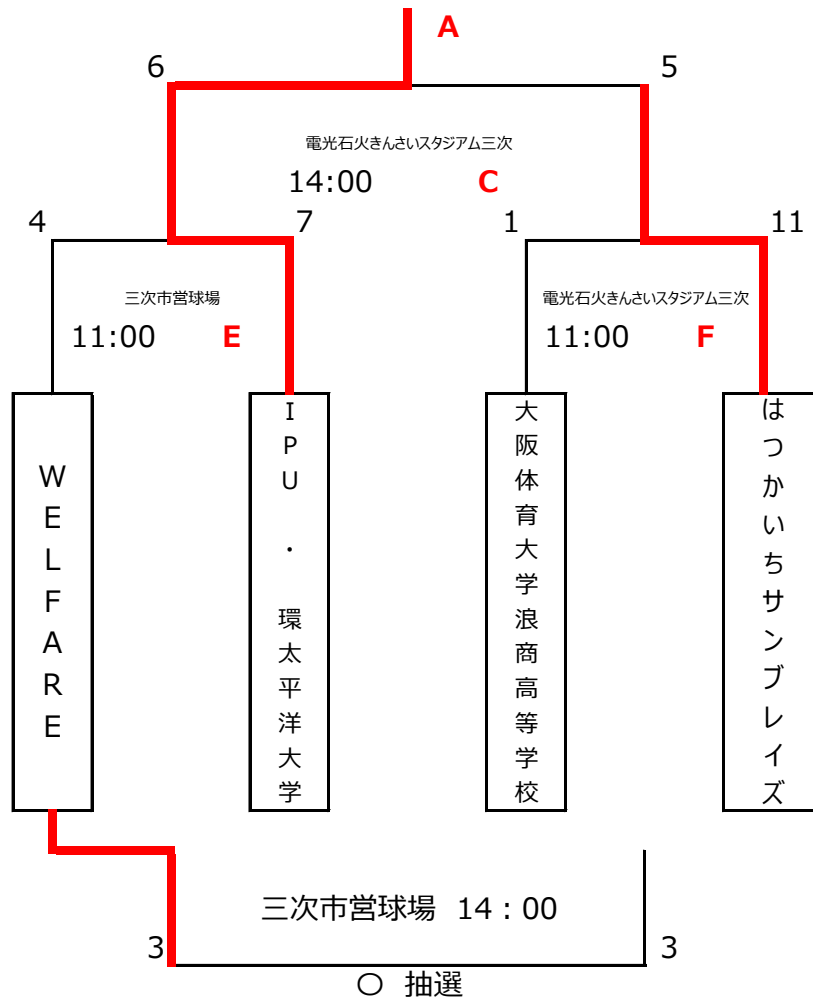 A
6
5
電光石火きんさいスタジアム三次
14:00 C
4
7
1
11
三次市営球場
電光石火きんさいスタジアム三次
11:00 E
11:00 F
WELFARE
IPU・環太平洋大学
大阪体育大学浪商高等学校
はつかいちサンブレイズ
三次市営球場 14：00
3
3
〇 抽選